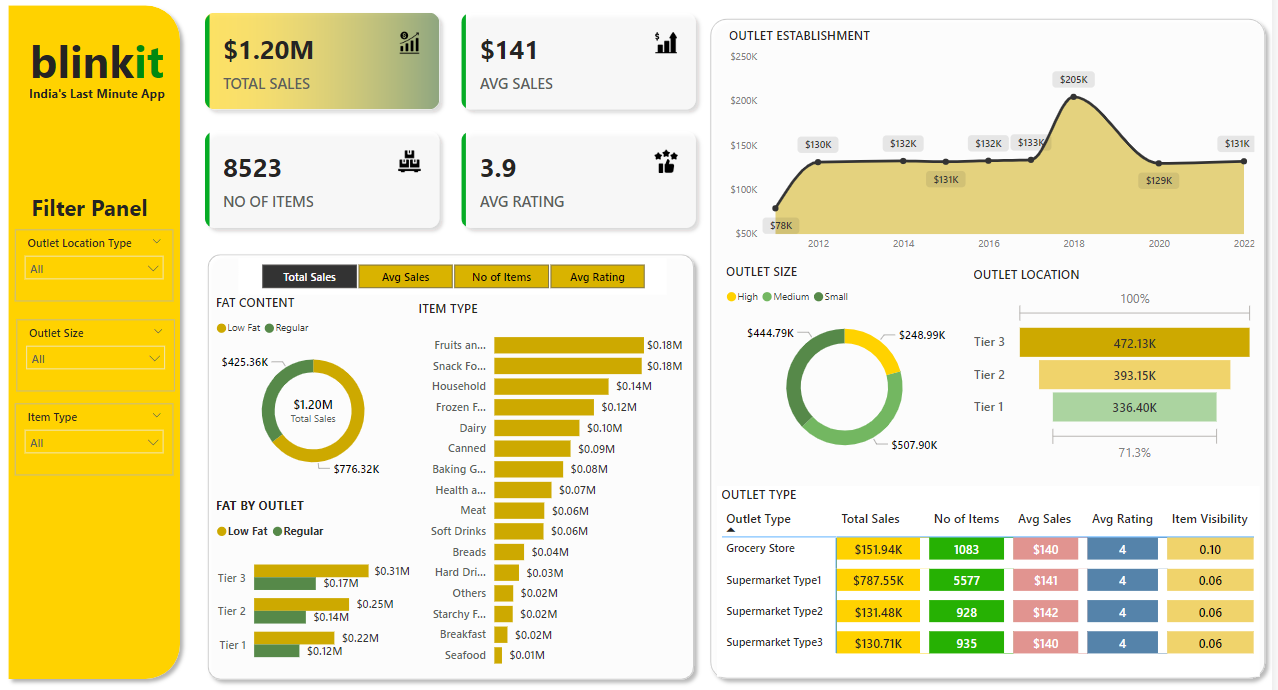 blinkit
India's Last Minute App
Filter Panel
Outlet Location Type
All
Outlet Size
All
Item Type
All
$1.20M
TOTAL SALES
$141
AVG SALES
8523
NO OF ITEMS
3.9
AVG RATING
Total Sales Avg Sales No of Items Avg Rating
FAT CONTENT
Low Fat Regular
$425.36K
$1.20M
Total Sales
$776.32K
FAT BY OUTLET
Low Fat Regular
Tier 3 $0.31M
$0.17M
Tier 2 $0.25M
$0.14M
Tier 1 $0.22M
$0.12M
ITEM TYPE
Fruits an... $0.18M
Snack Fo... $0.18M
Household $0.14M
Frozen F... $0.12M
Dairy $0.10M
Canned $0.09M
Baking G... $0.08M
Health a... $0.07M
Meat $0.06M
Soft Drinks $0.06M
Breads $0.04M
Hard Dri... $0.03M
Others $0.02M
Starchy F... $0.02M
Breakfast $0.02M
Seafood $0.01M
OUTLET ESTABLISHMENT
$250K
$200K
$150K
$100K
$50K
$78K
$130K
$132K
$131K
$132K
$133K
$205K
$129K
$131K
2012 2014 2016 2018 2020 2022
OUTLET SIZE
High Medium Small
$444.79K
$248.99K
$507.90K
OUTLET LOCATION
100%
Tier 3 472.13K
Tier 2 393.15K
Tier 1 336.40K
71.3%
OUTLET TYPE
Outlet Type Total Sales No of Items Avg Sales Avg Rating Item Visibility
Grocery Store $151.94K 1083 $140 4 0.10
Supermarket Type1 $787.55K 5577 $141 4 0.06
Supermarket Type2 $131.48K 928 $142 4 0.06
Supermarket Type3 $130.71K 935 $140 4 0.06